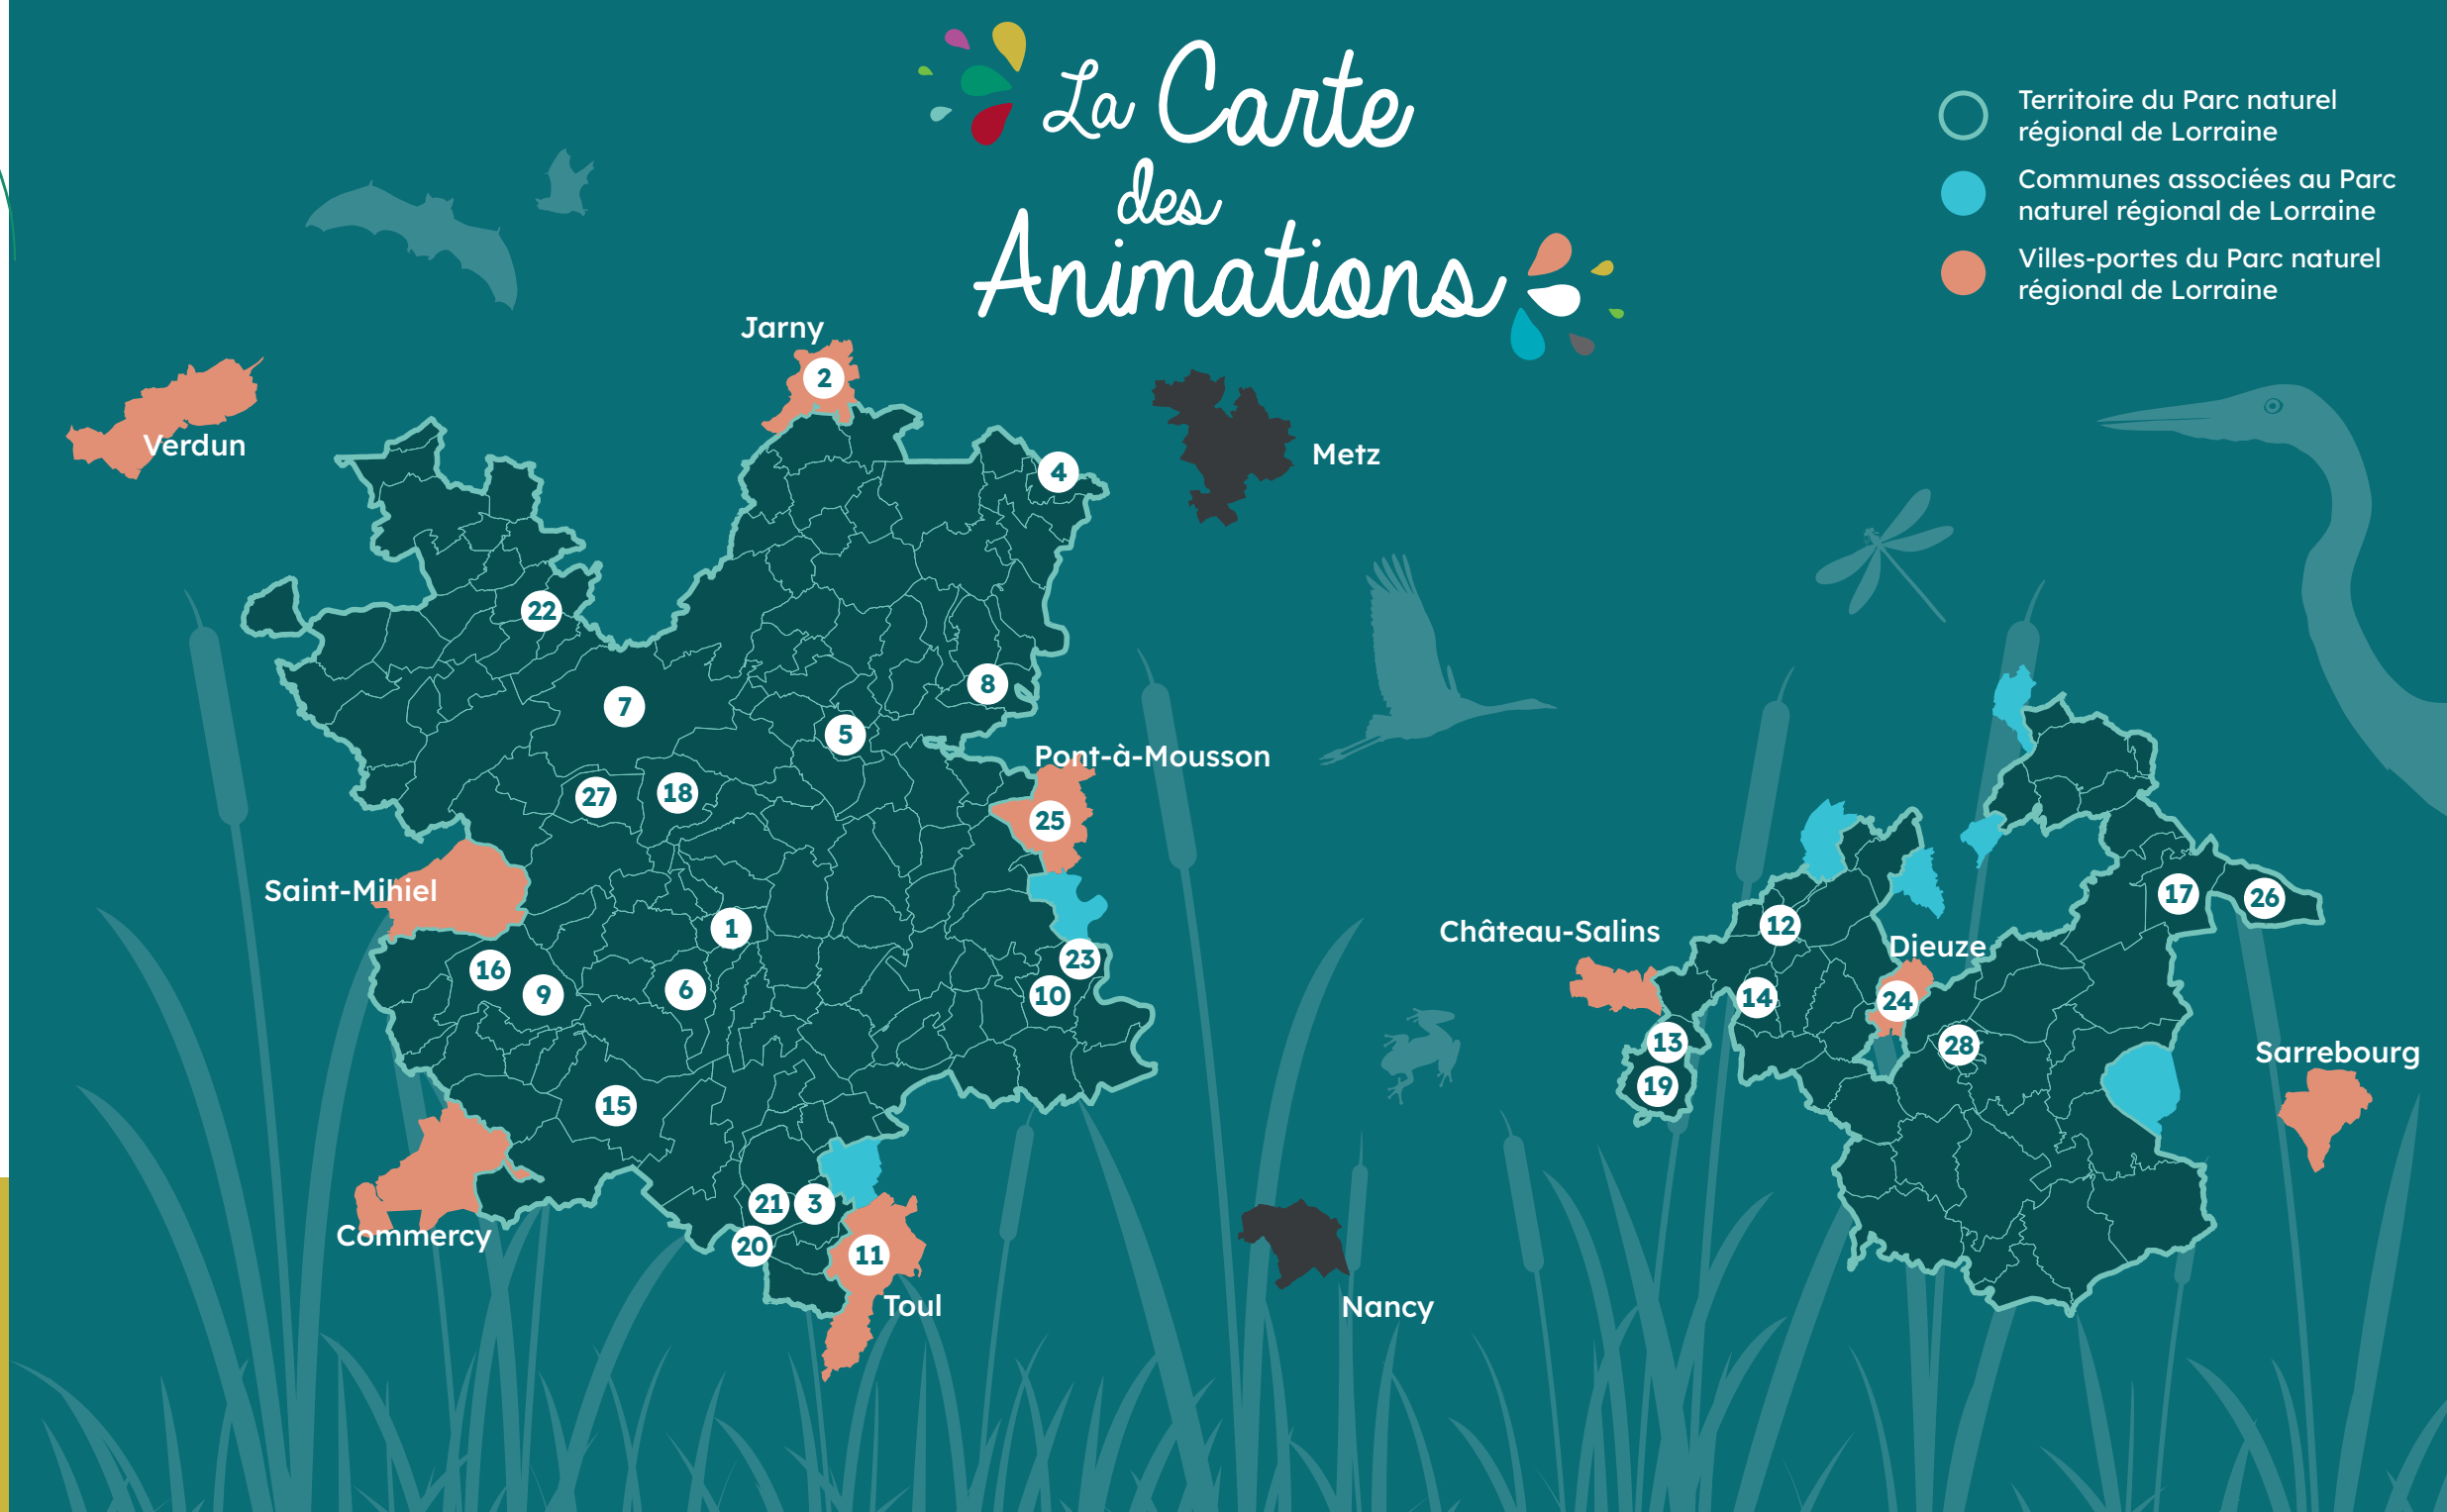 La Carte
des
Animations
Territoire du Parc naturel
régional de Lorraine
Communes associées au Parc
naturel régional de Lorraine
Villes-portes du Parc naturel
régional de Lorraine
Jarny
2
Verdun
Metz
4
22
8
7
5
Pont-à-Mousson
27
18
25
Saint-Mihiel
1
23
16
9
6
10
15
21
3
Commercy
20
11
Toul
Nancy
17
26
12
Château-Salins
Dieuze
14
24
13
28
Sarrebourg
19